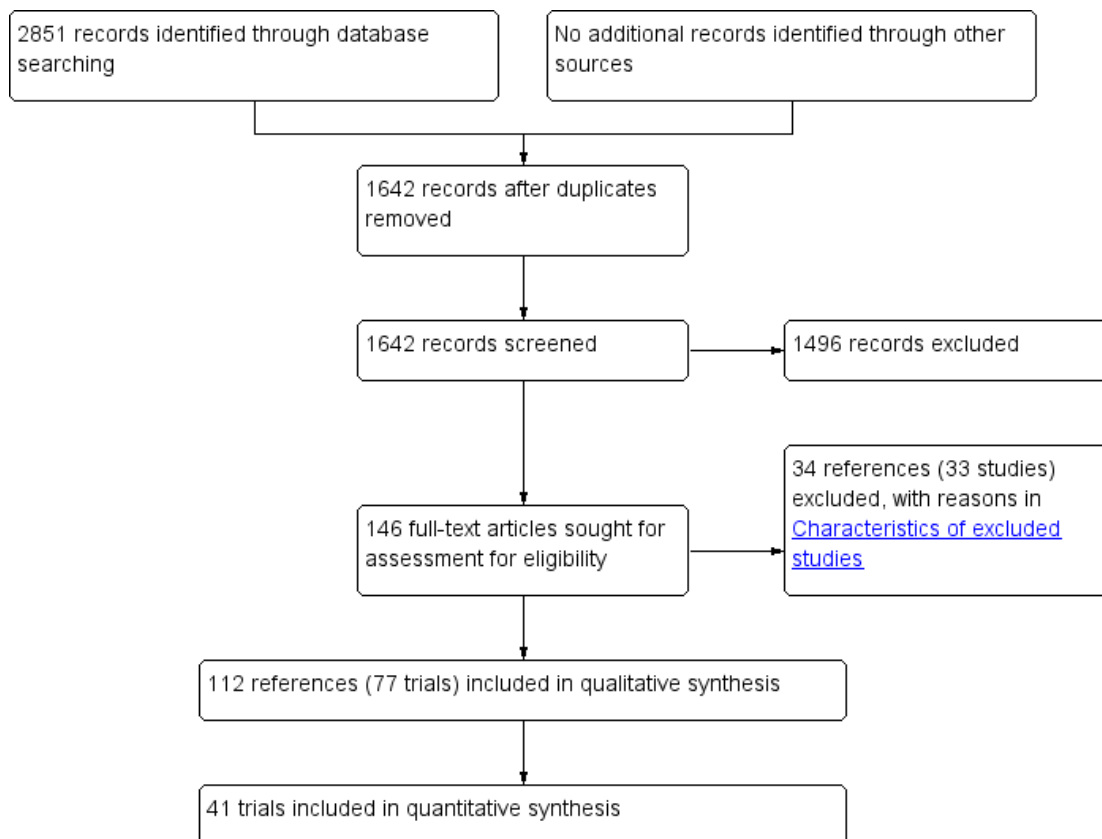 2851 records identified through database
searching
No additional records identified through other
sources
1642 records after duplicates
removed
1642 records screened
1496 records excluded
146 full-text articles sought for
assessment for eligibility
34 references (33 studies)
excluded, with reasons in
Characteristics of excluded
studies
112 references (77 trials) included in qualitative synthesis
41 trials included in quantitative synthesis